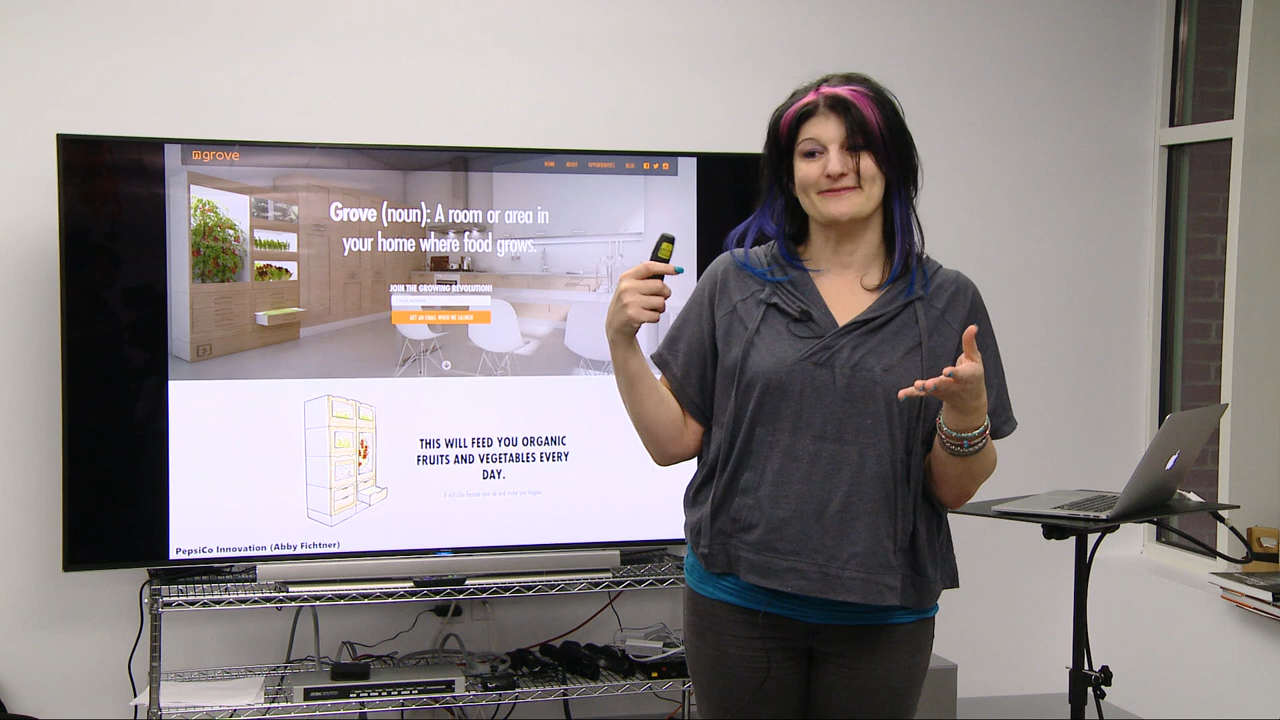 grove
HOME ABOUT OPPORTUNITIES BLOG
Grove (noun): A room or area in
your home where food grows.
JOIN THE GROWING REVOLUTION!
GET AN EMAIL WHEN WE LAUNCH
THIS WILL FEED YOU ORGANIC
FRUITS AND VEGETABLES EVERY
DAY.
PepsiCo Innovation (Abby Fichtner)